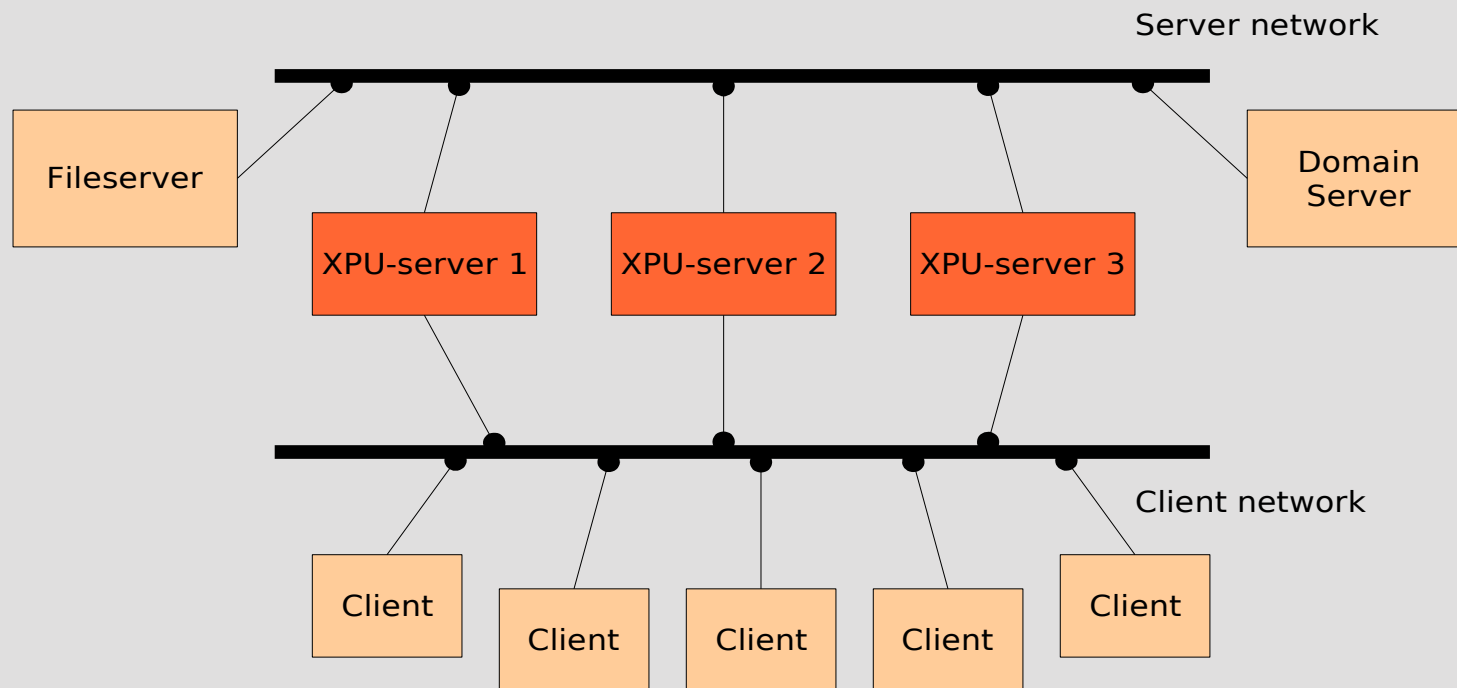 Server network
Fileserver
Domain
Server
XPU-server 1
XPU-server 2
XPU-server 3
Client network
Client
Client
Client
Client
Client